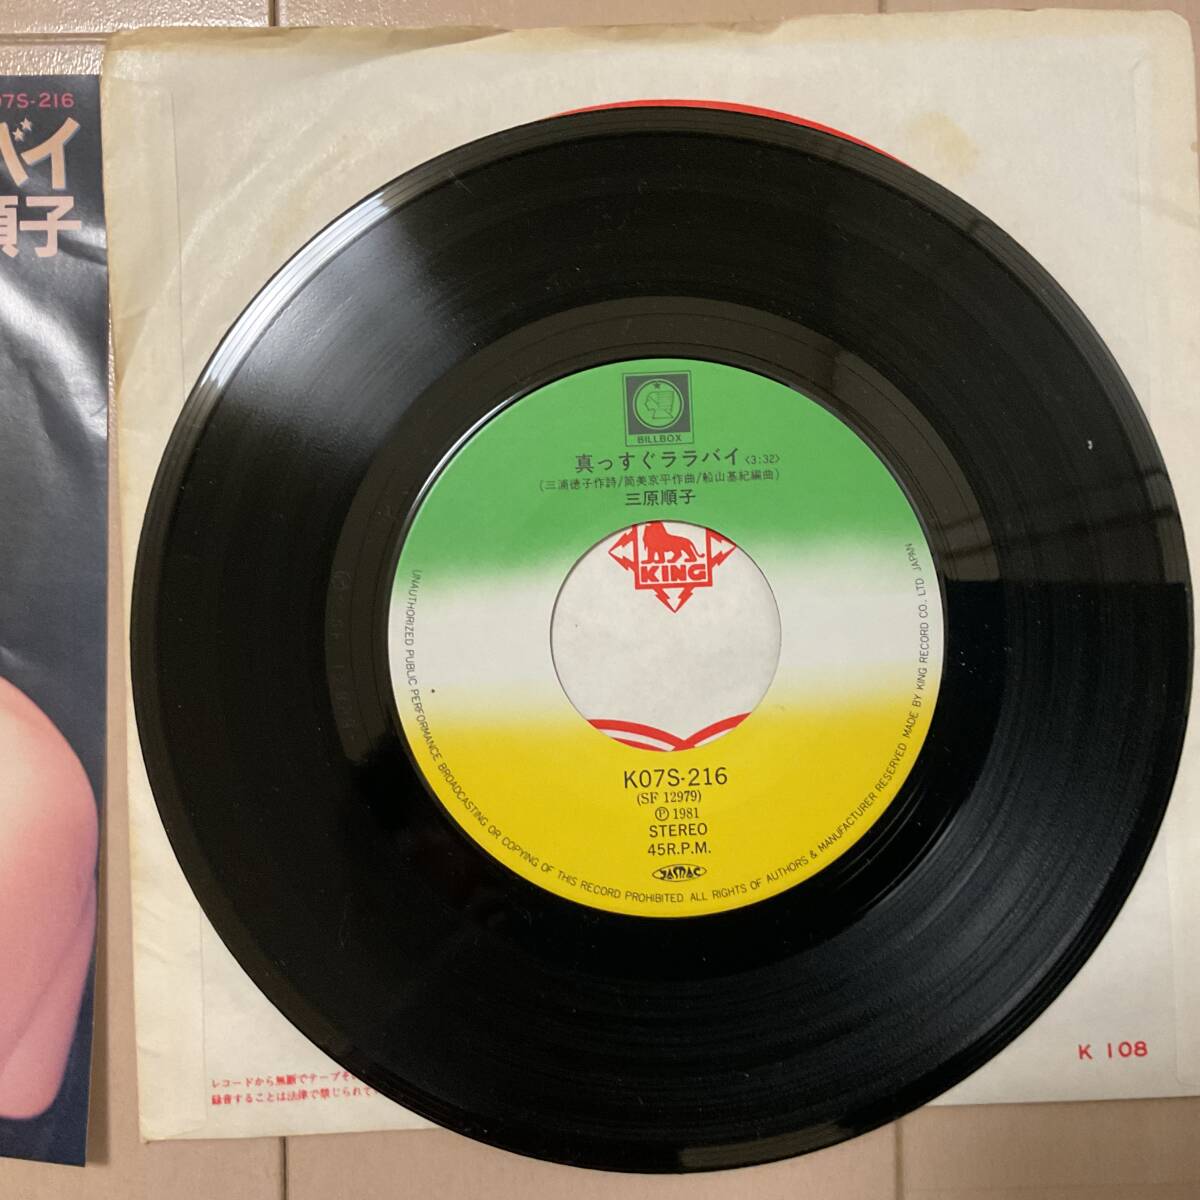 07S-216
バイ
順子
BILLBOX
真っすぐララバイ〈3:32〉
(三浦徳子作詩/筒美京平作曲/船山基紀編曲)
三原順子
KING
K07S-216
(SF 12979)
Ⓟ 1981
STEREO
45R.P.M.
JASRAC
UNAUTHORIZED PUBLIC PERFORMANCE BROADCASTING OR COPYING OF THIS RECORD PROHIBITED ALL RIGHTS OF AUTHORS & MANUFACTURER RESERVED MADE BY KING RECORD CO., LTD JAPAN
レコードから無断でテープそ
録音することは法律で禁じられて
K 108